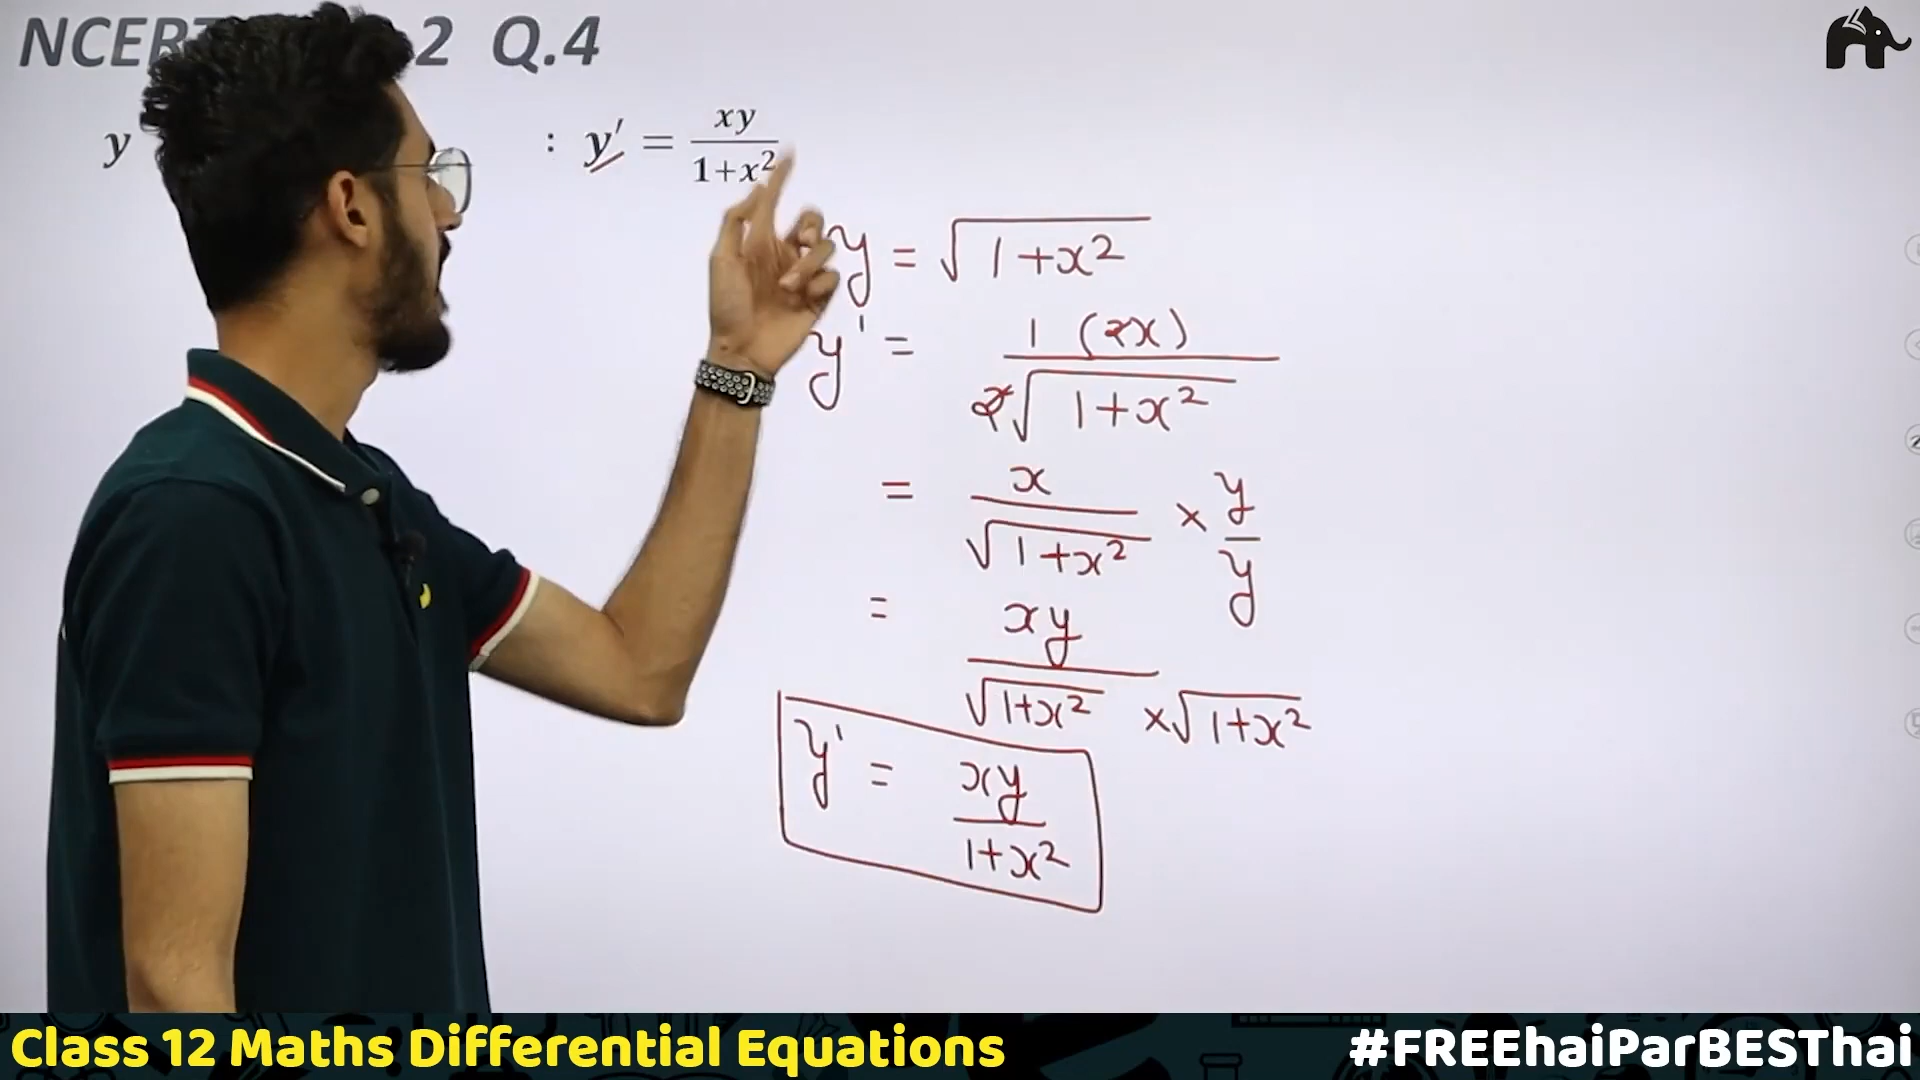 2 Q.4
y : y′ = xy/1+x²
y = √1+x²
y' = 1 (2x)/2√1+x²
= x/√1+x² × y/y
= xy/√1+x² ×√1+x²
y' = xy/1+x²
Class 12 Maths Differential Equations
#FREEhaiParBESThai